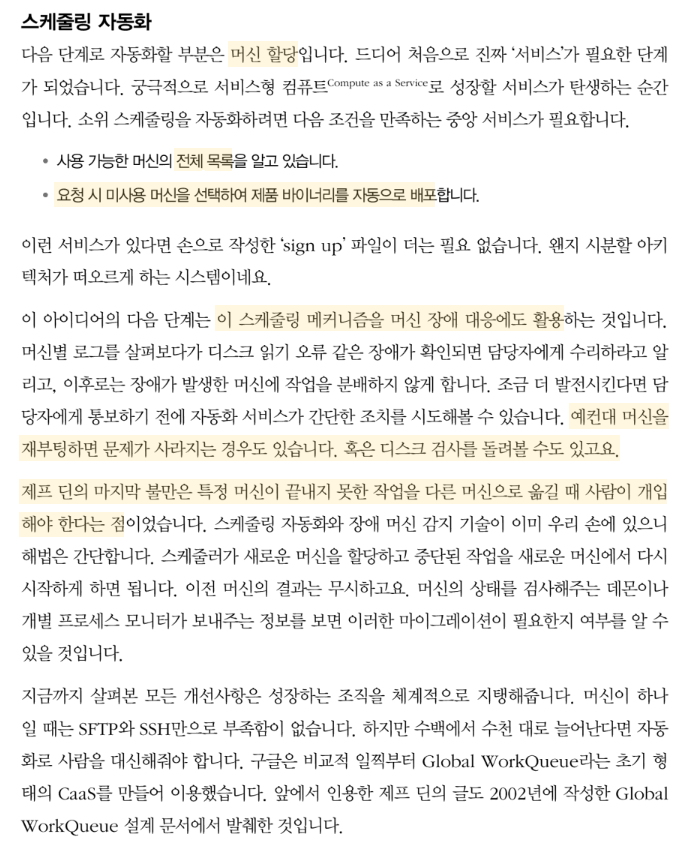 스케줄링 자동화
다음 단계로 자동화할 부분은 머신 할당입니다. 드디어 처음으로 진짜 ‘서비스’가 필요한 단계
가 되었습니다. 궁극적으로 서비스형 컴퓨트Compute as a Service로 성장할 서비스가 탄생하는 순간
입니다. 소위 스케줄링을 자동화하려면 다음 조건을 만족하는 중앙 서비스가 필요합니다.
• 사용 가능한 머신의 전체 목록을 알고 있습니다.
• 요청 시 미사용 머신을 선택하여 제품 바이너리를 자동으로 배포합니다.
이런 서비스가 있다면 손으로 작성한 ‘sign up’ 파일이 더는 필요 없습니다. 왠지 시분할 아키
텍처가 떠오르게 하는 시스템이네요.
이 아이디어의 다음 단계는 이 스케줄링 메커니즘을 머신 장애 대응에도 활용하는 것입니다.
머신별 로그를 살펴보다가 디스크 읽기 오류 같은 장애가 확인되면 담당자에게 수리하라고 알
리고, 이후로는 장애가 발생한 머신에 작업을 분배하지 않게 합니다. 조금 더 발전시킨다면 담
당자에게 통보하기 전에 자동화 서비스가 간단한 조치를 시도해볼 수 있습니다. 예컨대 머신을
재부팅하면 문제가 사라지는 경우도 있습니다. 혹은 디스크 검사를 돌려볼 수도 있고요.
제프 딘의 마지막 불만은 특정 머신이 끝내지 못한 작업을 다른 머신으로 옮길 때 사람이 개입
해야 한다는 점이었습니다. 스케줄링 자동화와 장애 머신 감지 기술이 이미 우리 손에 있으니
해법은 간단합니다. 스케줄러가 새로운 머신을 할당하고 중단된 작업을 새로운 머신에서 다시
시작하게 하면 됩니다. 이전 머신의 결과는 무시하고요. 머신의 상태를 검사해주는 데몬이나
개별 프로세스 모니터가 보내주는 정보를 보면 이러한 마이그레이션이 필요한지 여부를 알 수
있을 것입니다.
지금까지 살펴본 모든 개선사항은 성장하는 조직을 체계적으로 지탱해줍니다. 머신이 하나
일 때는 SFTP와 SSH만으로 부족함이 없습니다. 하지만 수백에서 수천 대로 늘어난다면 자동
화로 사람을 대신해줘야 합니다. 구글은 비교적 일찍부터 Global WorkQueue라는 초기 형
태의 CaaS를 만들어 이용했습니다. 앞에서 인용한 제프 딘의 글도 2002년에 작성한 Global
WorkQueue 설계 문서에서 발췌한 것입니다.